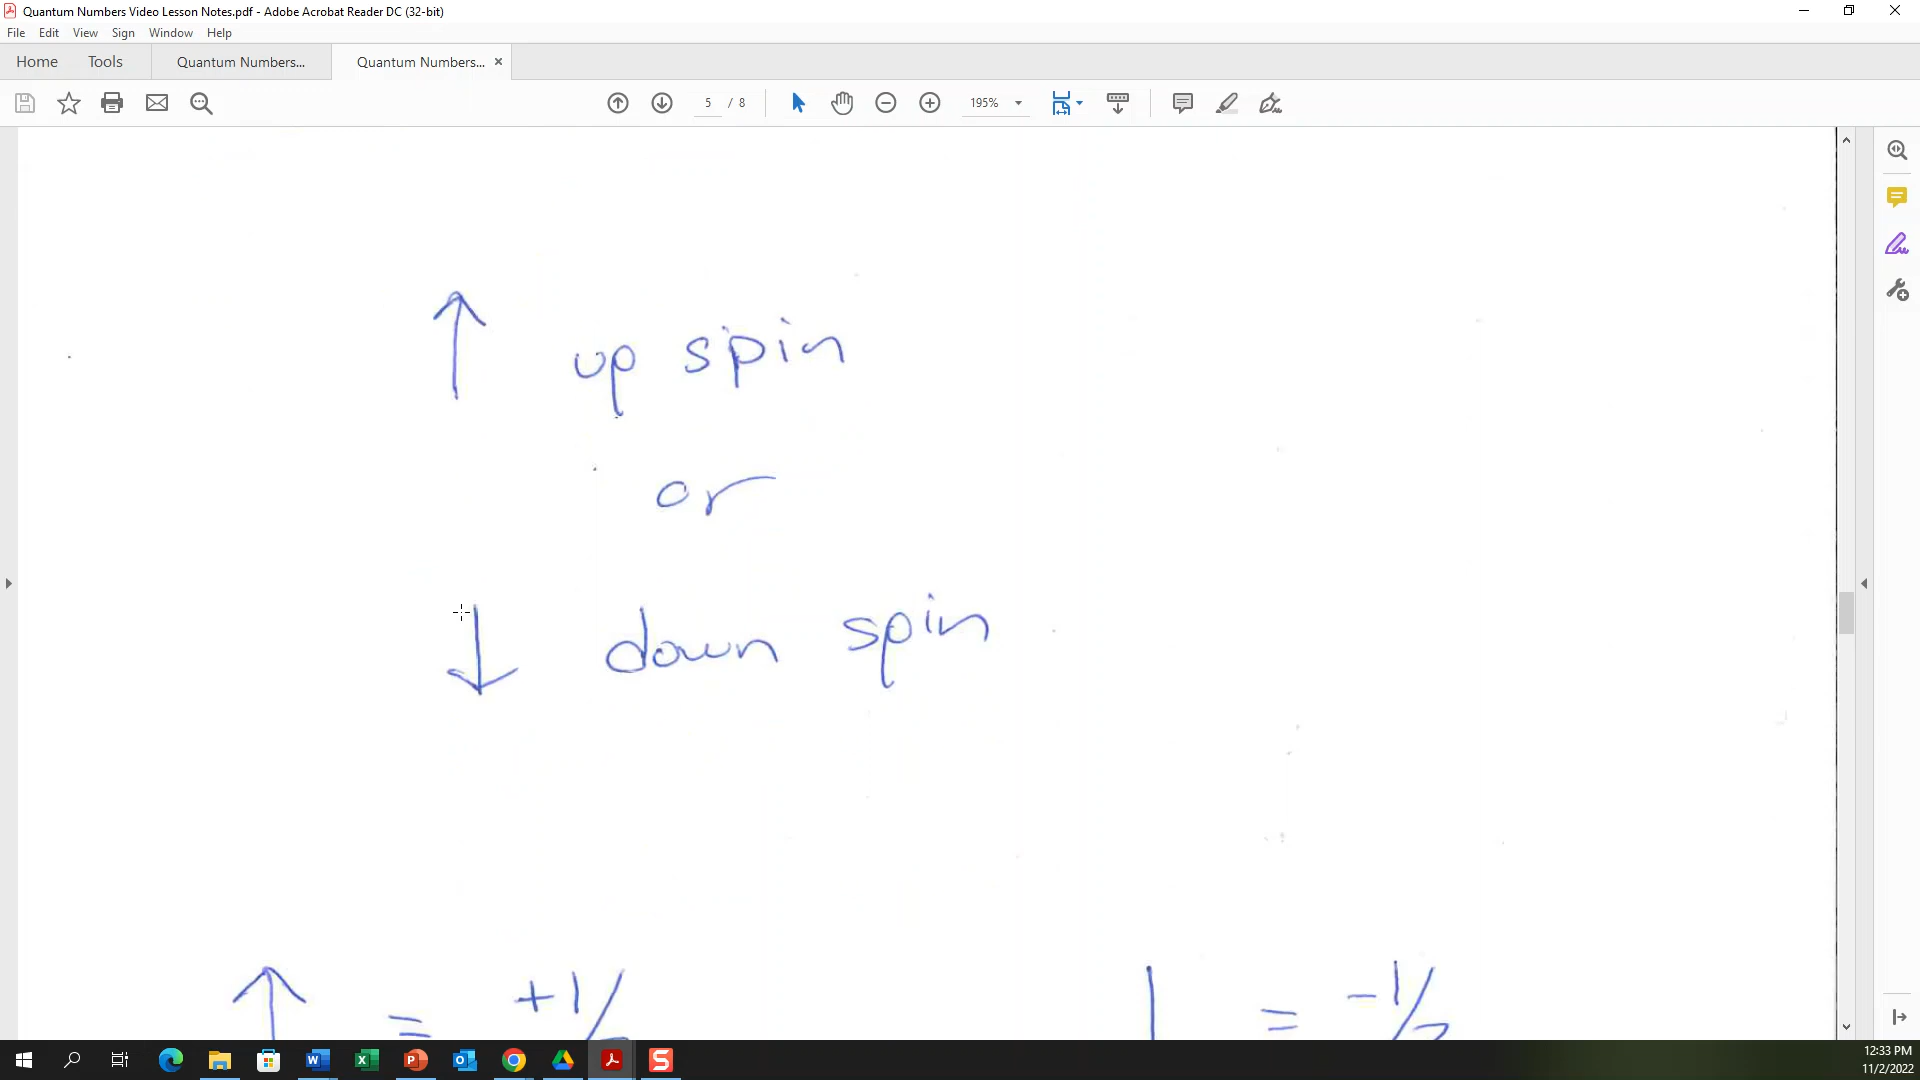 Quantum Numbers Video Lesson Notes.pdf - Adobe Acrobat Reader DC (32-bit)
File Edit View Sign Window Help
Home Tools Quantum Numbers... Quantum Numbers...
5 / 8 195%
↑ up spin
or
↓ down spin
↑ = +1/
= -1/2
12:33 PM
11/2/2022